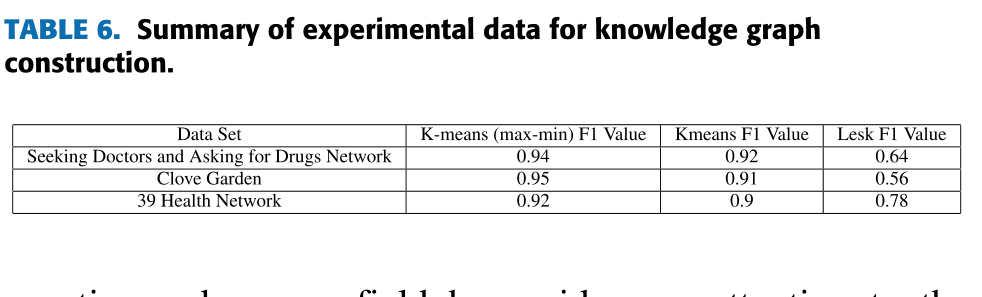 TABLE 6. Summary of experimental data for knowledge graph
construction.
Data Set K-means (max-min) F1 Value Kmeans F1 Value Lesk F1 Value
Seeking Doctors and Asking for Drugs Network 0.94 0.92 0.64
Clove Garden 0.95 0.91 0.56
39 Health Network 0.92 0.9 0.78